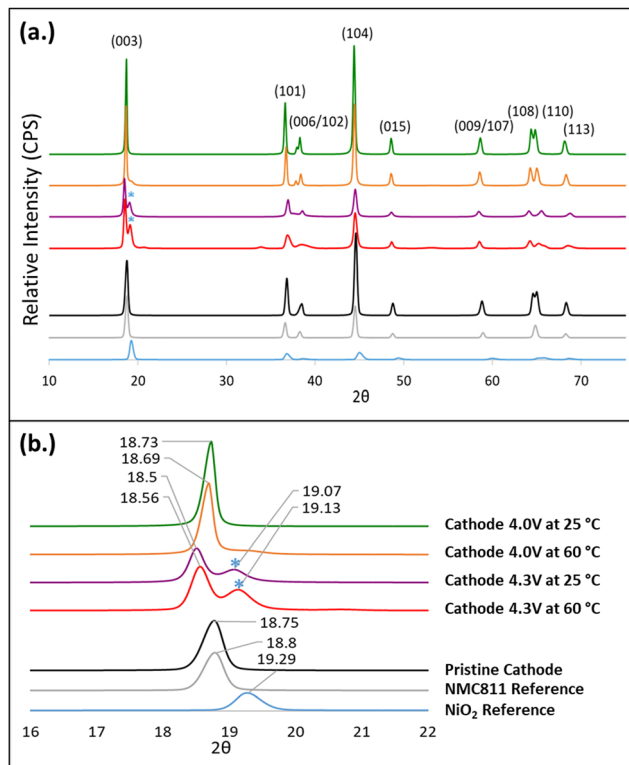 (a.)
Relative Intensity (CPS)
(003)
(101)
(006/102)
(104)
(015)
(009/107)
(108) (110)
(113)
*
*
10
20
30
40
50
60
70
2θ
(b.)
18.73
18.69
18.5
18.56
19.07
19.13
*
*
18.75
18.8
19.29
Cathode 4.0V at 25 °C
Cathode 4.0V at 60 °C
Cathode 4.3V at 25 °C
Cathode 4.3V at 60 °C
Pristine Cathode
NMC811 Reference
NiO₂ Reference
16
17
18
19
20
21
22
2θ